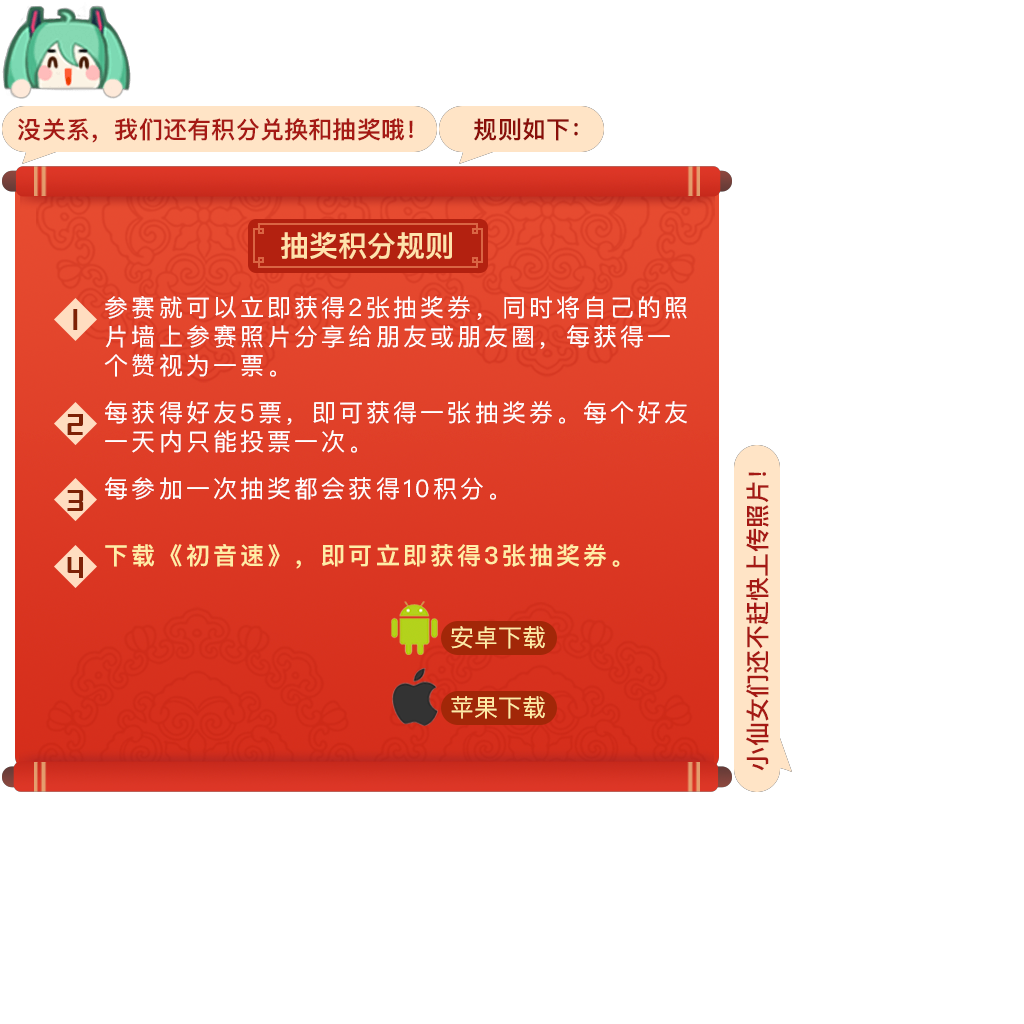 没关系，我们还有积分兑换和抽奖哦！
规则如下：
抽奖积分规则
1
参赛就可以立即获得2张抽奖券，同时将自己的照
片墙上参赛照片分享给朋友或朋友圈，每获得一
个赞视为一票。
2
每获得好友5票，即可获得一张抽奖券。每个好友
一天内只能投票一次。
3
每参加一次抽奖都会获得10积分。
4
下载《初音速》，即可立即获得3张抽奖券。
安卓下载
苹果下载
小仙女们还不赶快上传照片！